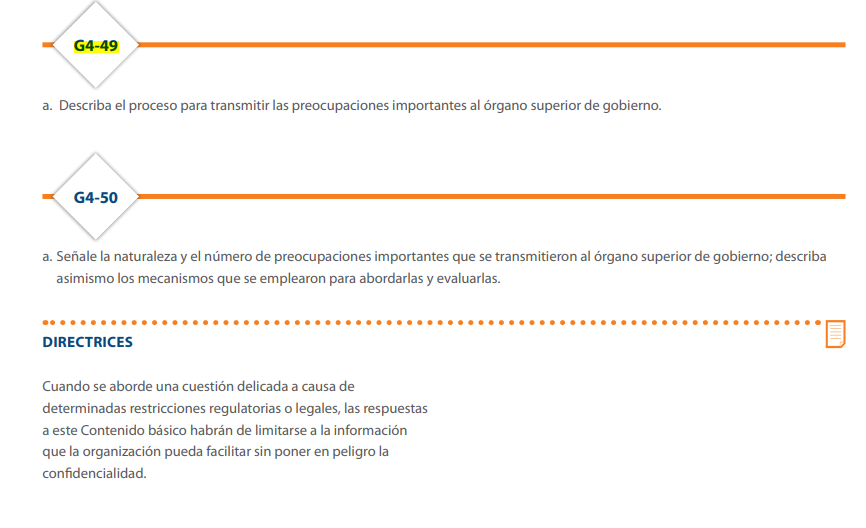 G4-49
a. Describa el proceso para transmitir las preocupaciones importantes al órgano superior de gobierno.
G4-50
a. Señale la naturaleza y el número de preocupaciones importantes que se transmitieron al órgano superior de gobierno; describa
asimismo los mecanismos que se emplearon para abordarlas y evaluarlas.
DIRECTRICES
Cuando se aborde una cuestión delicada a causa de
determinadas restricciones regulatorias o legales, las respuestas
a este Contenido básico habrán de limitarse a la información
que la organización pueda facilitar sin poner en peligro la
confidencialidad.